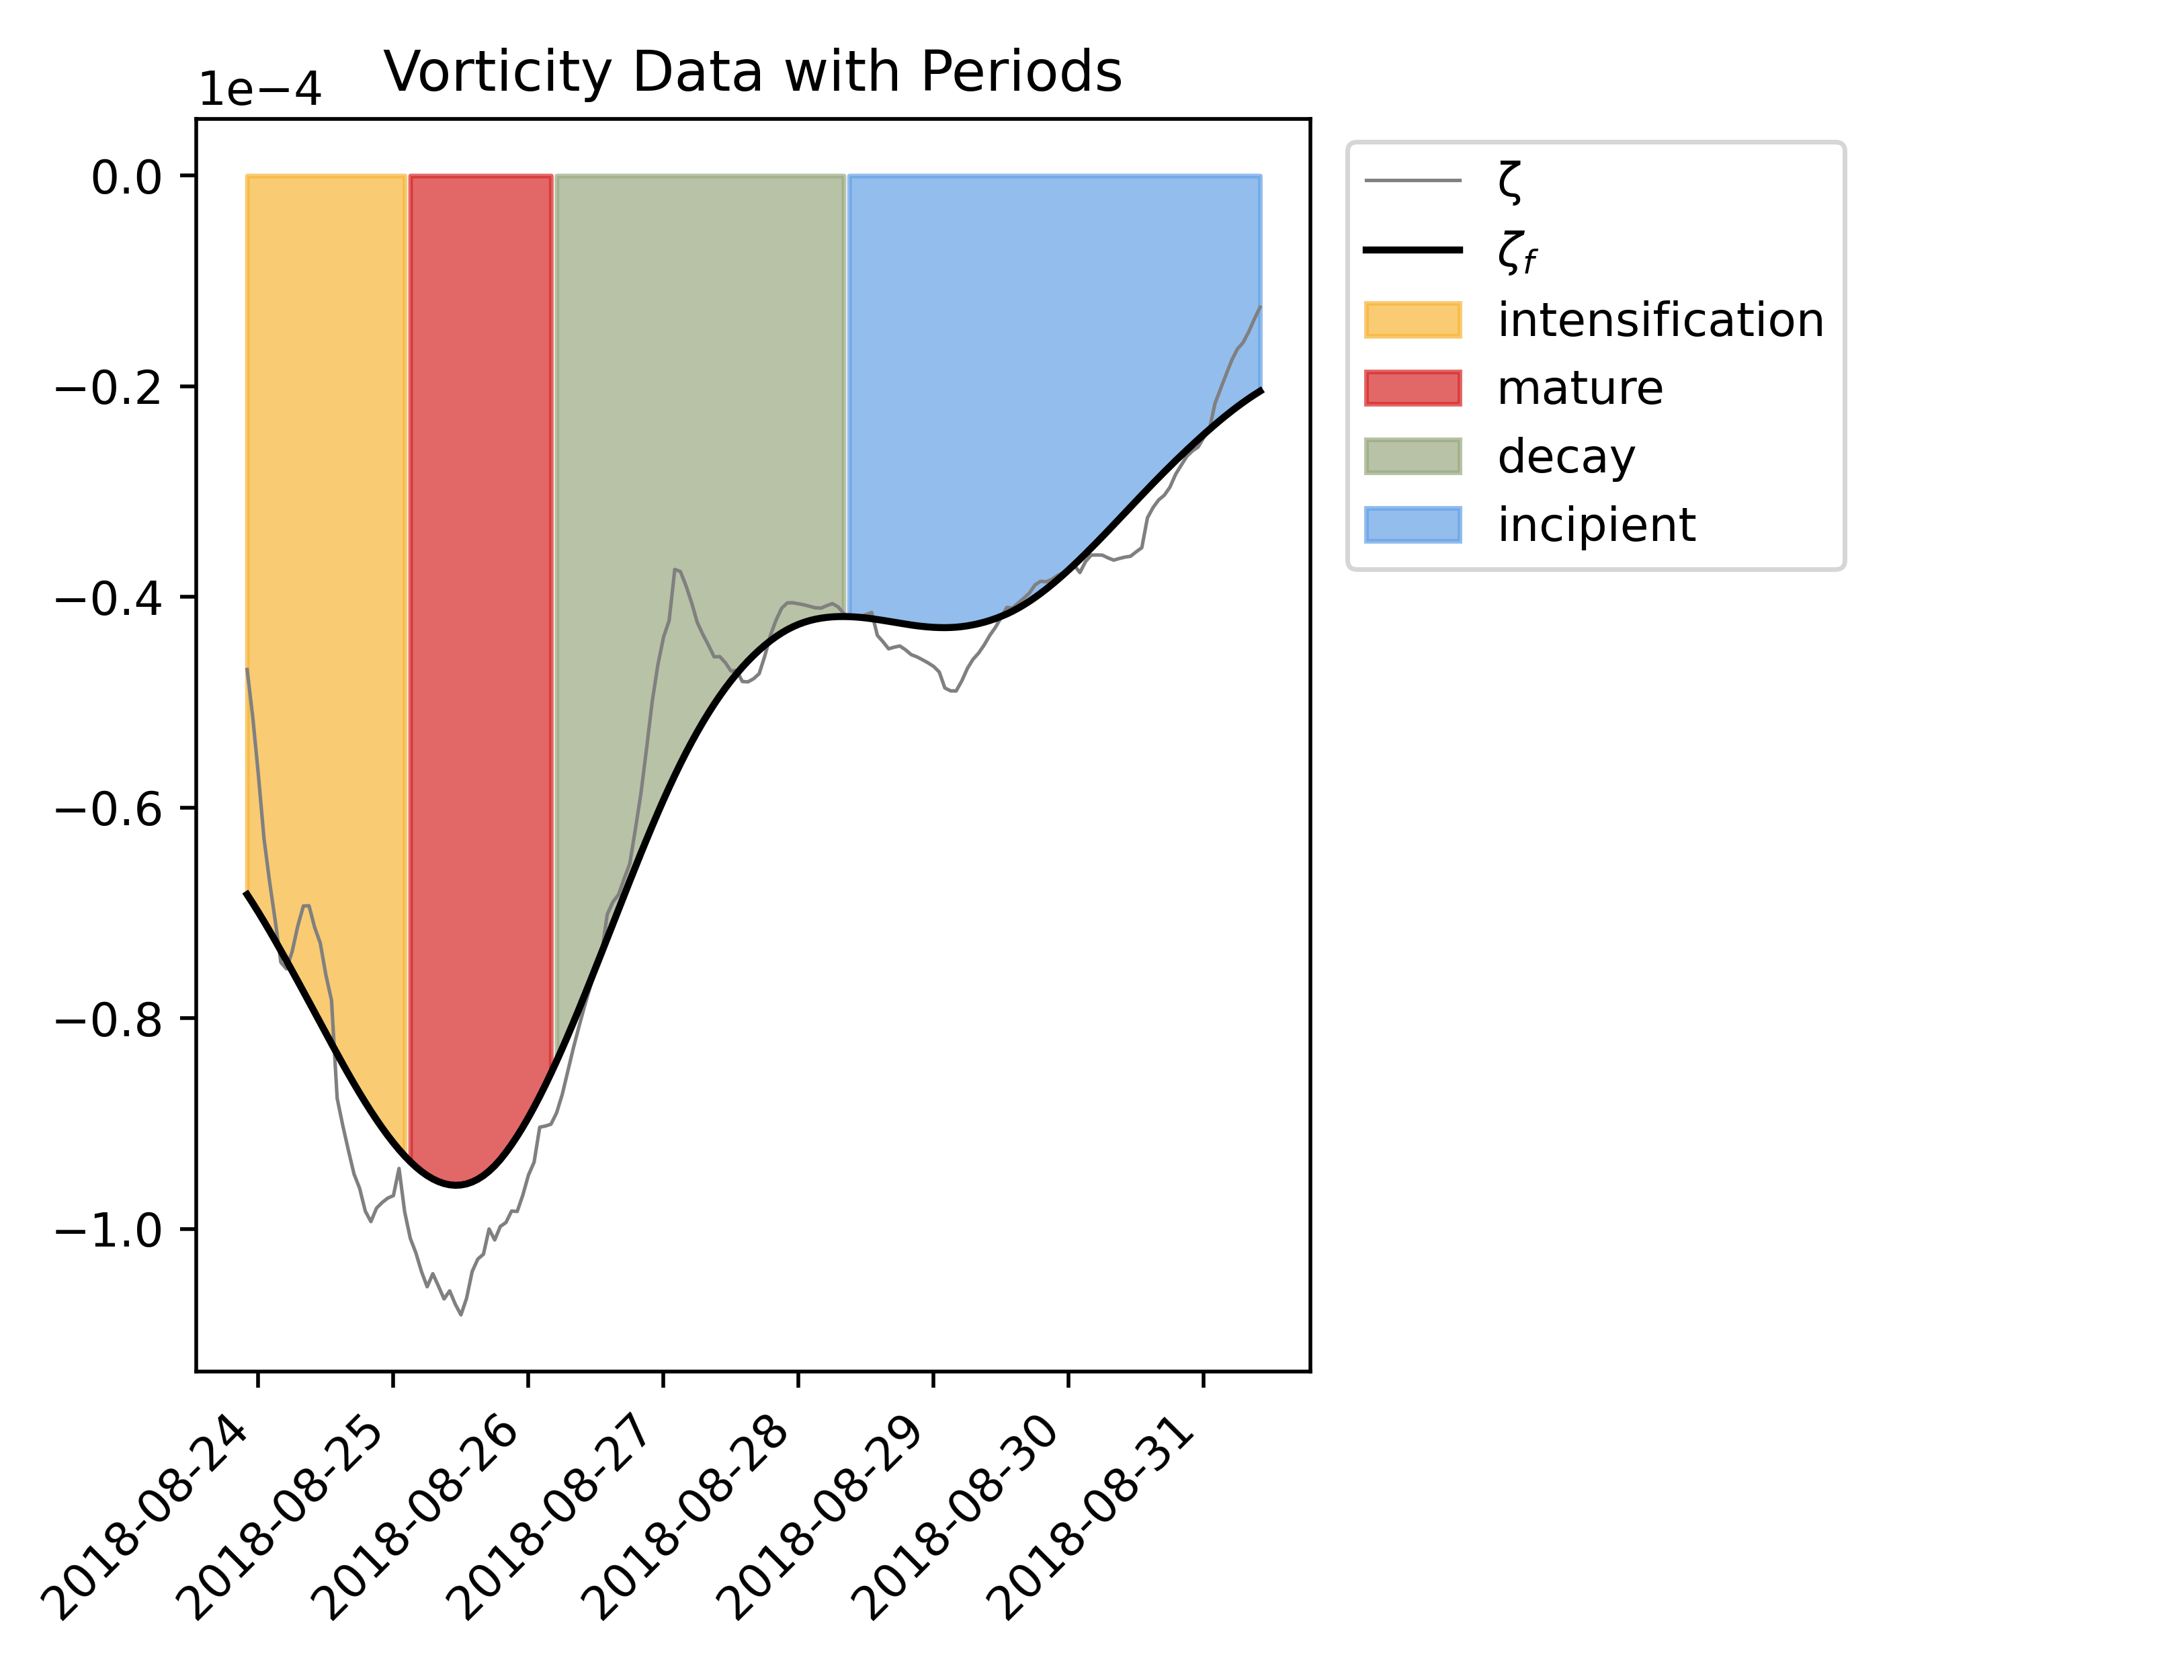 Vorticity Data with Periods
1e−4
0.0
−0.2
−0.4
−0.6
−0.8
−1.0
2018-08-24
2018-08-25
2018-08-26
2018-08-27
2018-08-28
2018-08-29
2018-08-30
2018-08-31
ζ
ζf
intensification
mature
decay
incipient